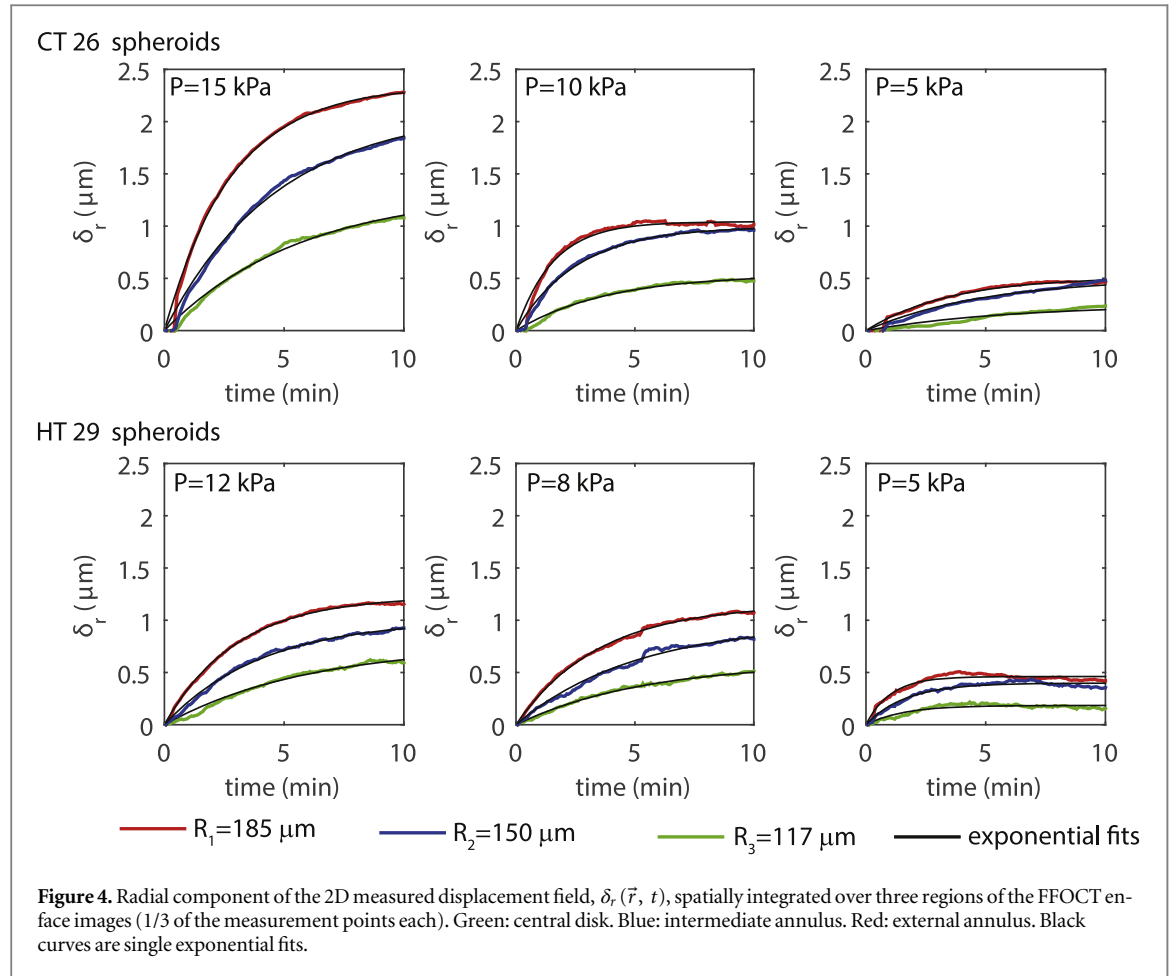 CT 26 spheroids
P=15 kPa
P=10 kPa
P=5 kPa
2.5
2
1.5
1
0.5
0
δ_r (μm)
0 5 10
time (min)
2.5
2
1.5
1
0.5
0
δ_r (μm)
0 5 10
time (min)
2.5
2
1.5
1
0.5
0
δ_r (μm)
0 5 10
time (min)
HT 29 spheroids
P=12 kPa
P=8 kPa
P=5 kPa
2.5
2
1.5
1
0.5
0
δ_r (μm)
0 5 10
time (min)
2.5
2
1.5
1
0.5
0
δ_r (μm)
0 5 10
time (min)
2.5
2
1.5
1
0.5
0
δ_r (μm)
0 5 10
time (min)
R₁=185 μm R₂=150 μm R₃=117 μm exponential fits
Figure 4. Radial component of the 2D measured displacement field, δ_r (r⃗, t), spatially integrated over three regions of the FFOCT en-
face images (1/3 of the measurement points each). Green: central disk. Blue: intermediate annulus. Red: external annulus. Black
curves are single exponential fits.